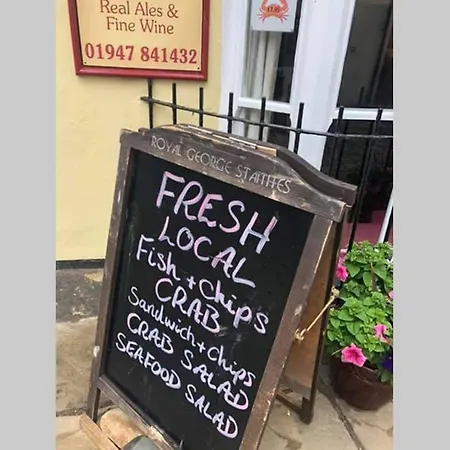 Real Ales &
Fine Wine
01947 841432
ROYAL GEORGE STAITHES
FRESH
LOCAL
Fish + chips
CRAB
Sandwich + chips
CRAB SALAD
SEAFOOD SALAD